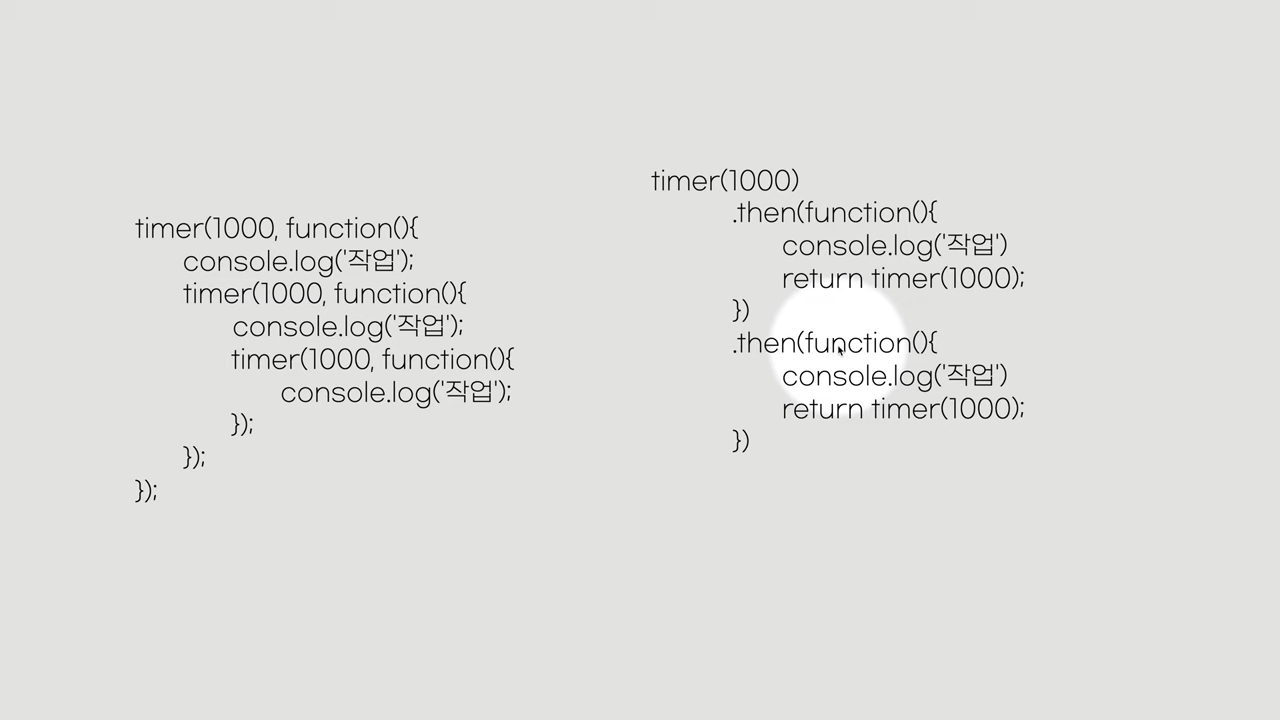 timer(1000, function(){
console.log('작업');
timer(1000, function(){
console.log('작업');
timer(1000, function(){
console.log('작업');
});
});
});
timer(1000)
.then(function(){
console.log('작업')
return timer(1000);
})
.then(function(){
console.log('작업')
return timer(1000);
})